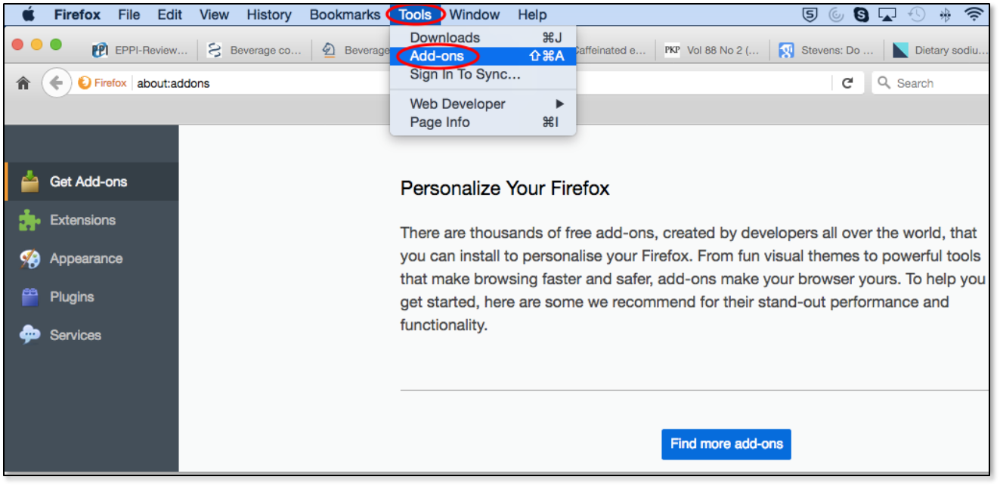 Firefox File Edit View History Bookmarks Tools Window Help
Downloads ⌘J
Add-ons ⇧⌘A
Sign In To Sync...
Web Developer ▶
Page Info ⌘I
EPPI-Review... Beverage co... Beverage Caffeinated e... PKP Vol 88 No 2 (... Stevens: Do ... Dietary sodiu...
Firefox about:addons Search
Get Add-ons
Extensions
Appearance
Plugins
Services
Personalize Your Firefox
There are thousands of free add-ons, created by developers all over the world, that
you can install to personalise your Firefox. From fun visual themes to powerful tools
that make browsing faster and safer, add-ons make your browser yours. To help you
get started, here are some we recommend for their stand-out performance and
functionality.
Find more add-ons